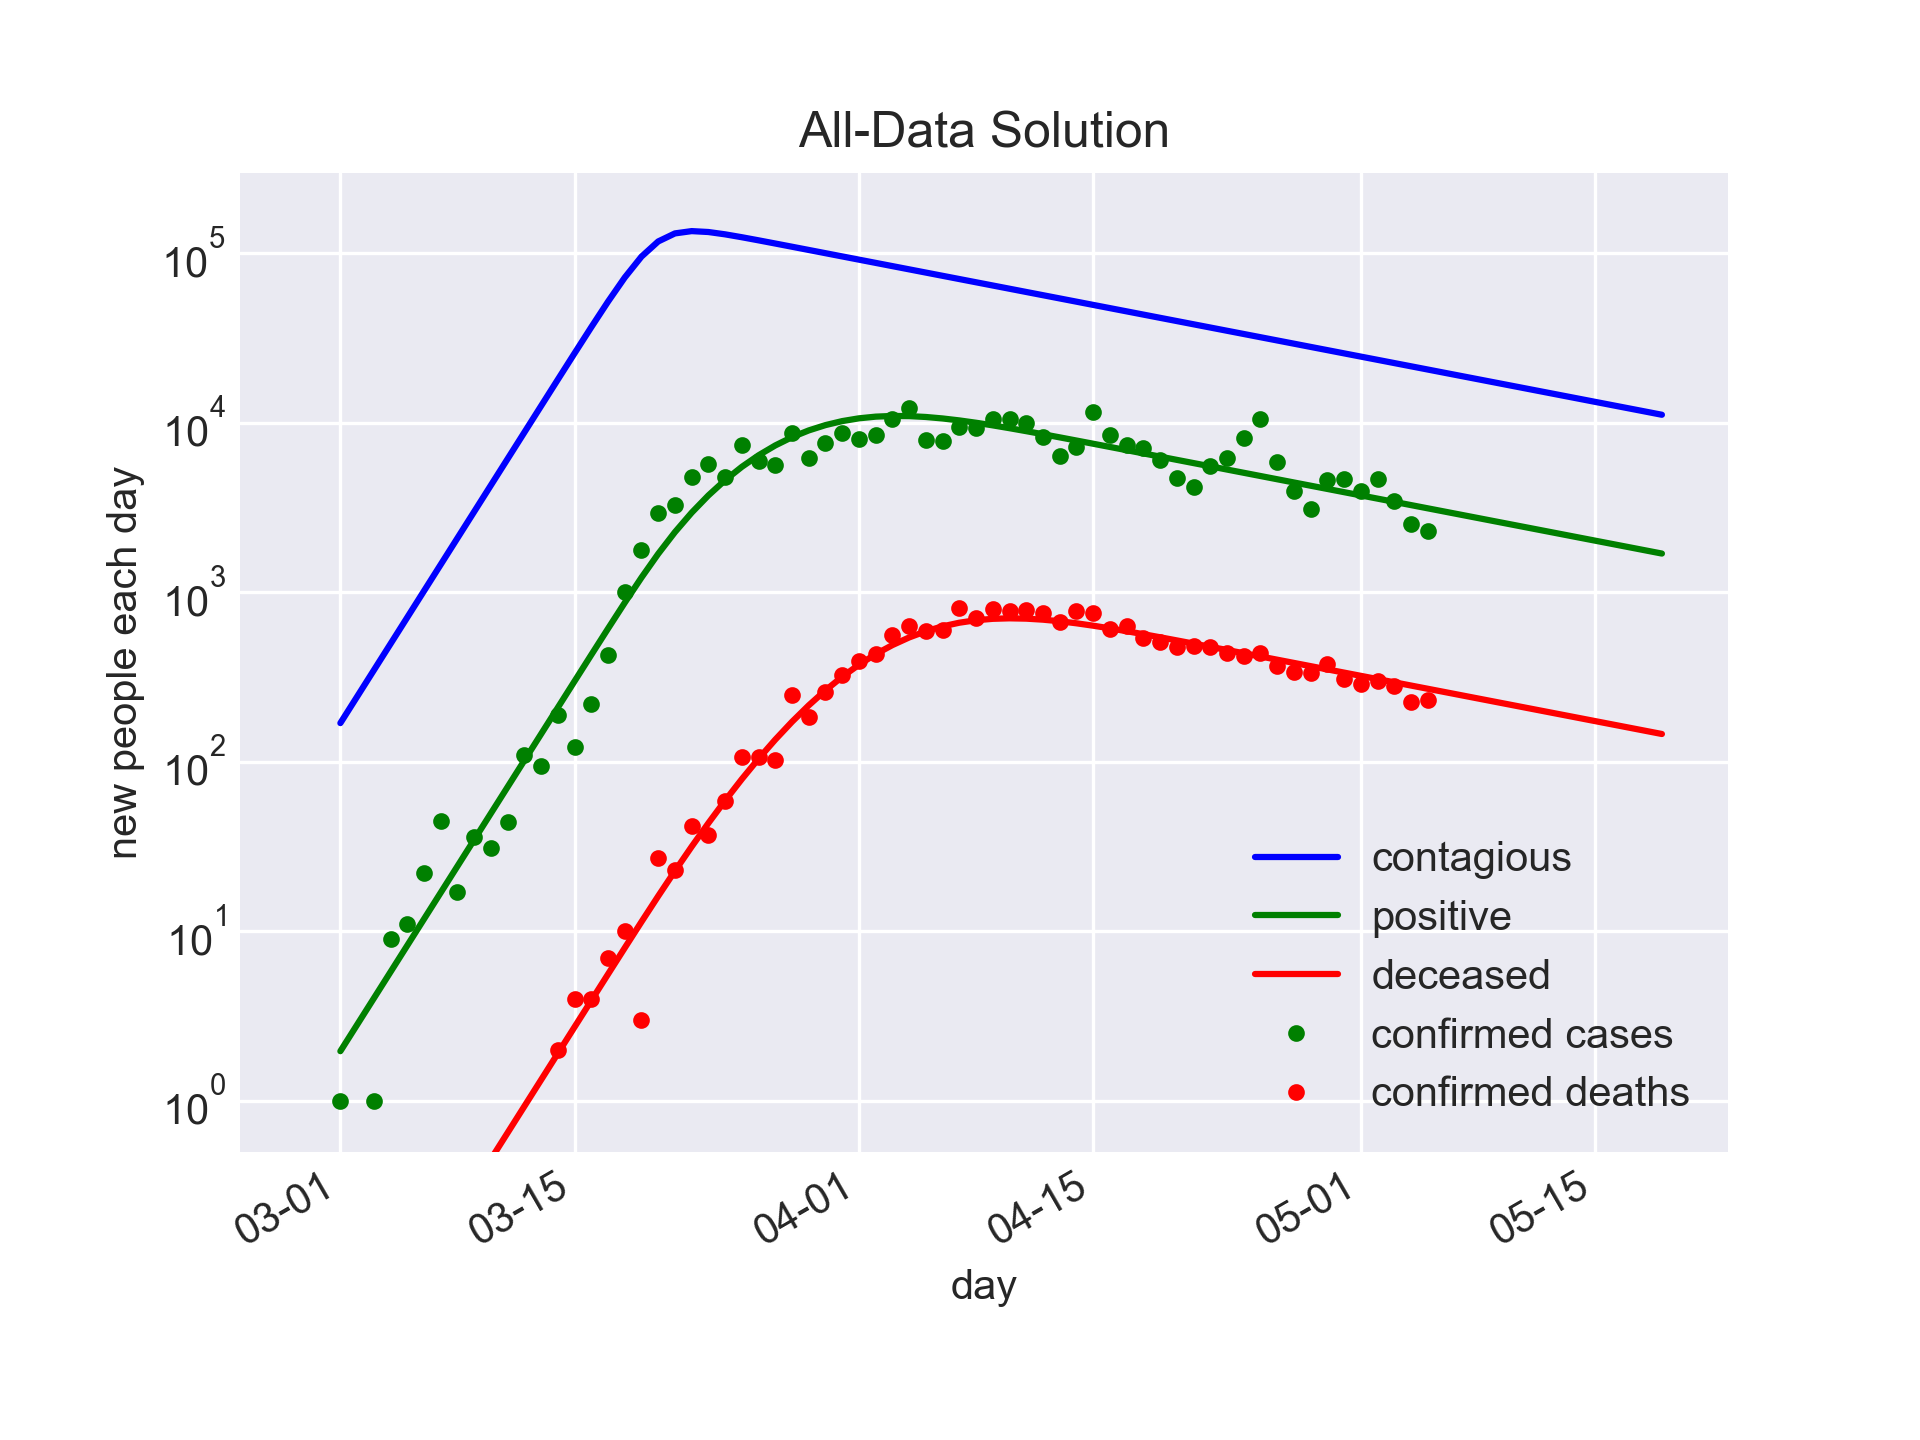 All-Data Solution
new people each day
10^5
10^4
10^3
10^2
10^1
10^0
contagious
positive
deceased
confirmed cases
confirmed deaths
03-01 03-15 04-01 04-15 05-01 05-15
day